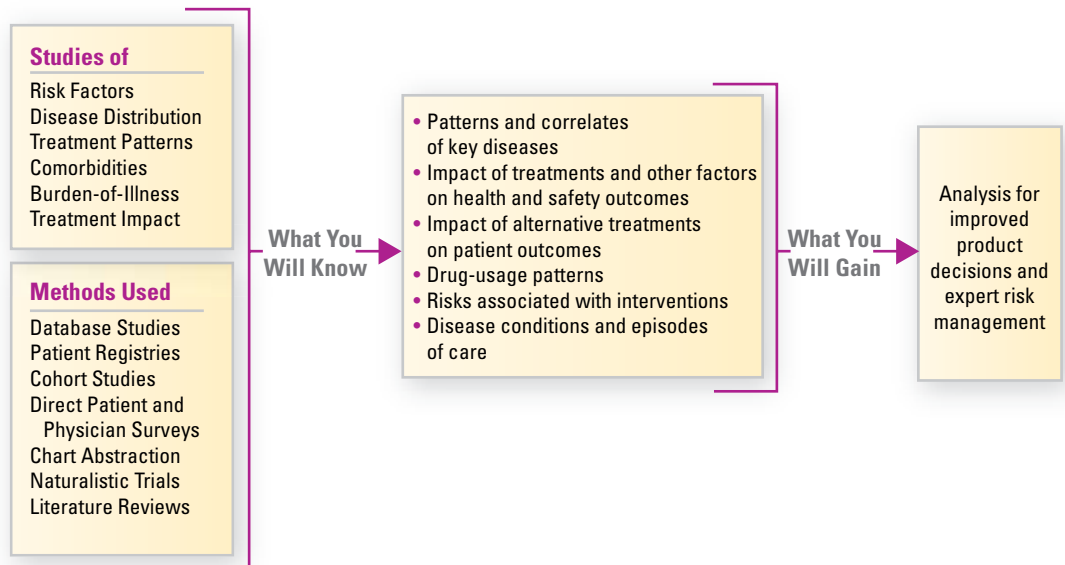 Studies of
Risk Factors
Disease Distribution
Treatment Patterns
Comorbidities
Burden-of-Illness
Treatment Impact
Methods Used
Database Studies
Patient Registries
Cohort Studies
Direct Patient and
Physician Surveys
Chart Abstraction
Naturalistic Trials
Literature Reviews
What You
Will Know
• Patterns and correlates
of key diseases
• Impact of treatments and other factors
on health and safety outcomes
• Impact of alternative treatments
on patient outcomes
• Drug-usage patterns
• Risks associated with interventions
• Disease conditions and episodes
of care
What You
Will Gain
Analysis for
improved
product
decisions and
expert risk
management